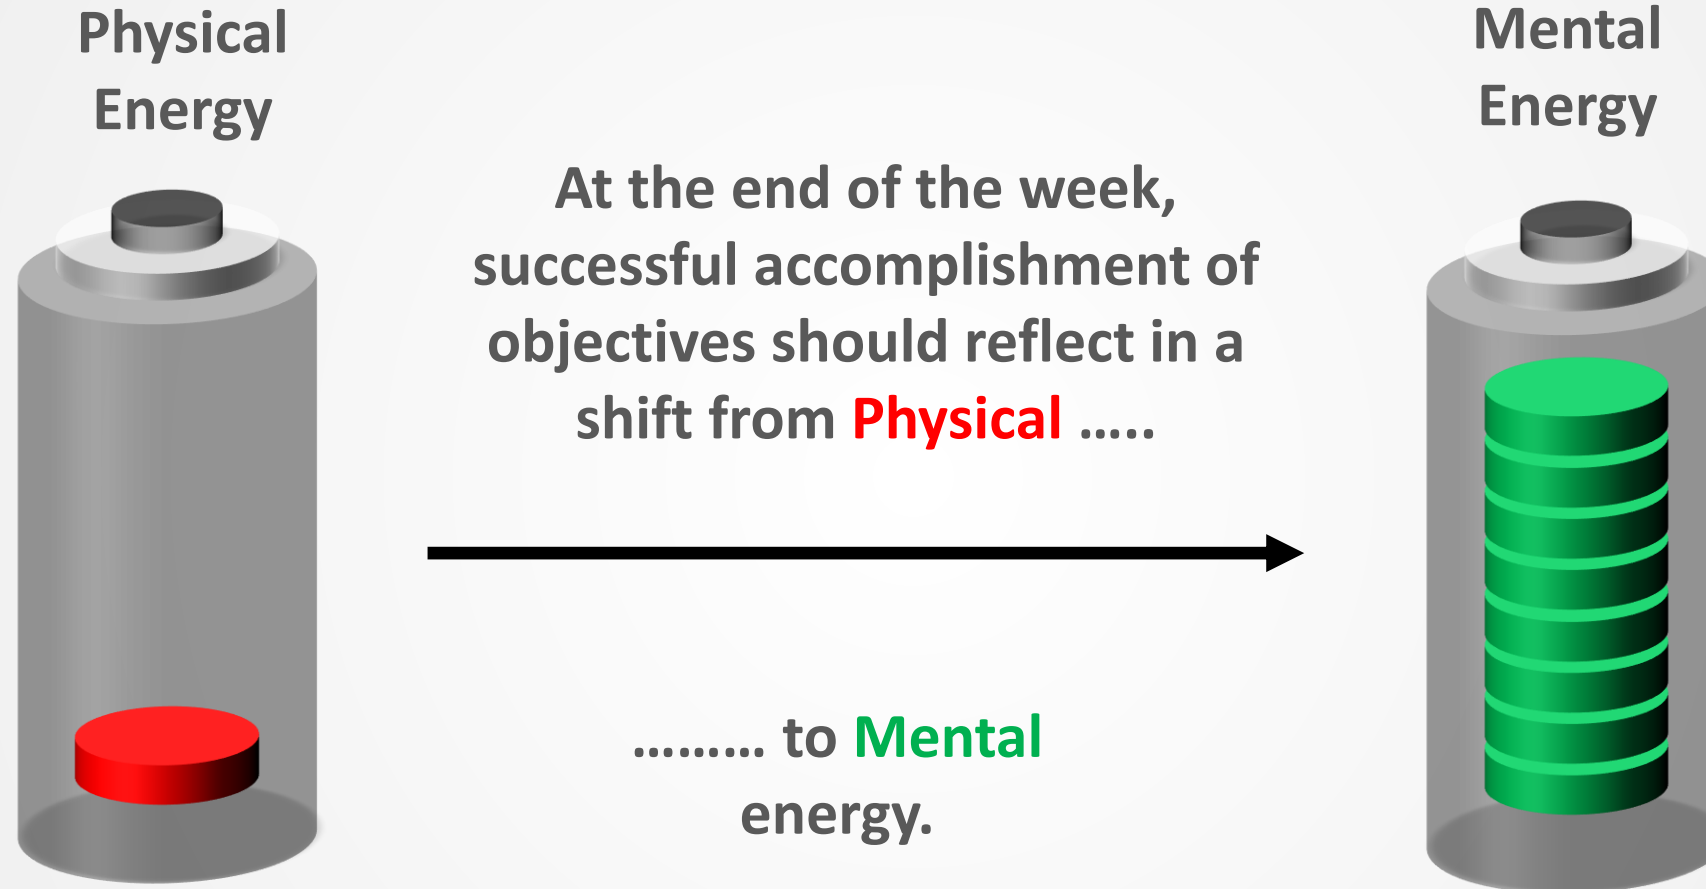 Physical
Energy
Mental
Energy
At the end of the week,
successful accomplishment of
objectives should reflect in a
shift from Physical .....
......... to Mental
energy.